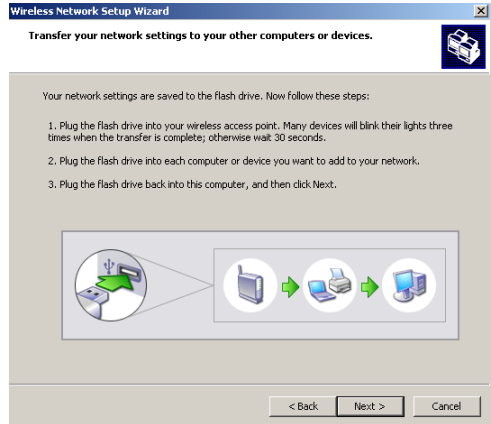 Wireless Network Setup Wizard
Transfer your network settings to your other computers or devices.
Your network settings are saved to the flash drive. Now follow these steps:
1. Plug the flash drive into your wireless access point. Many devices will blink their lights three
times when the transfer is complete; otherwise wait 30 seconds.
2. Plug the flash drive into each computer or device you want to add to your network.
3. Plug the flash drive back into this computer, and then click Next.
< Back Next > Cancel